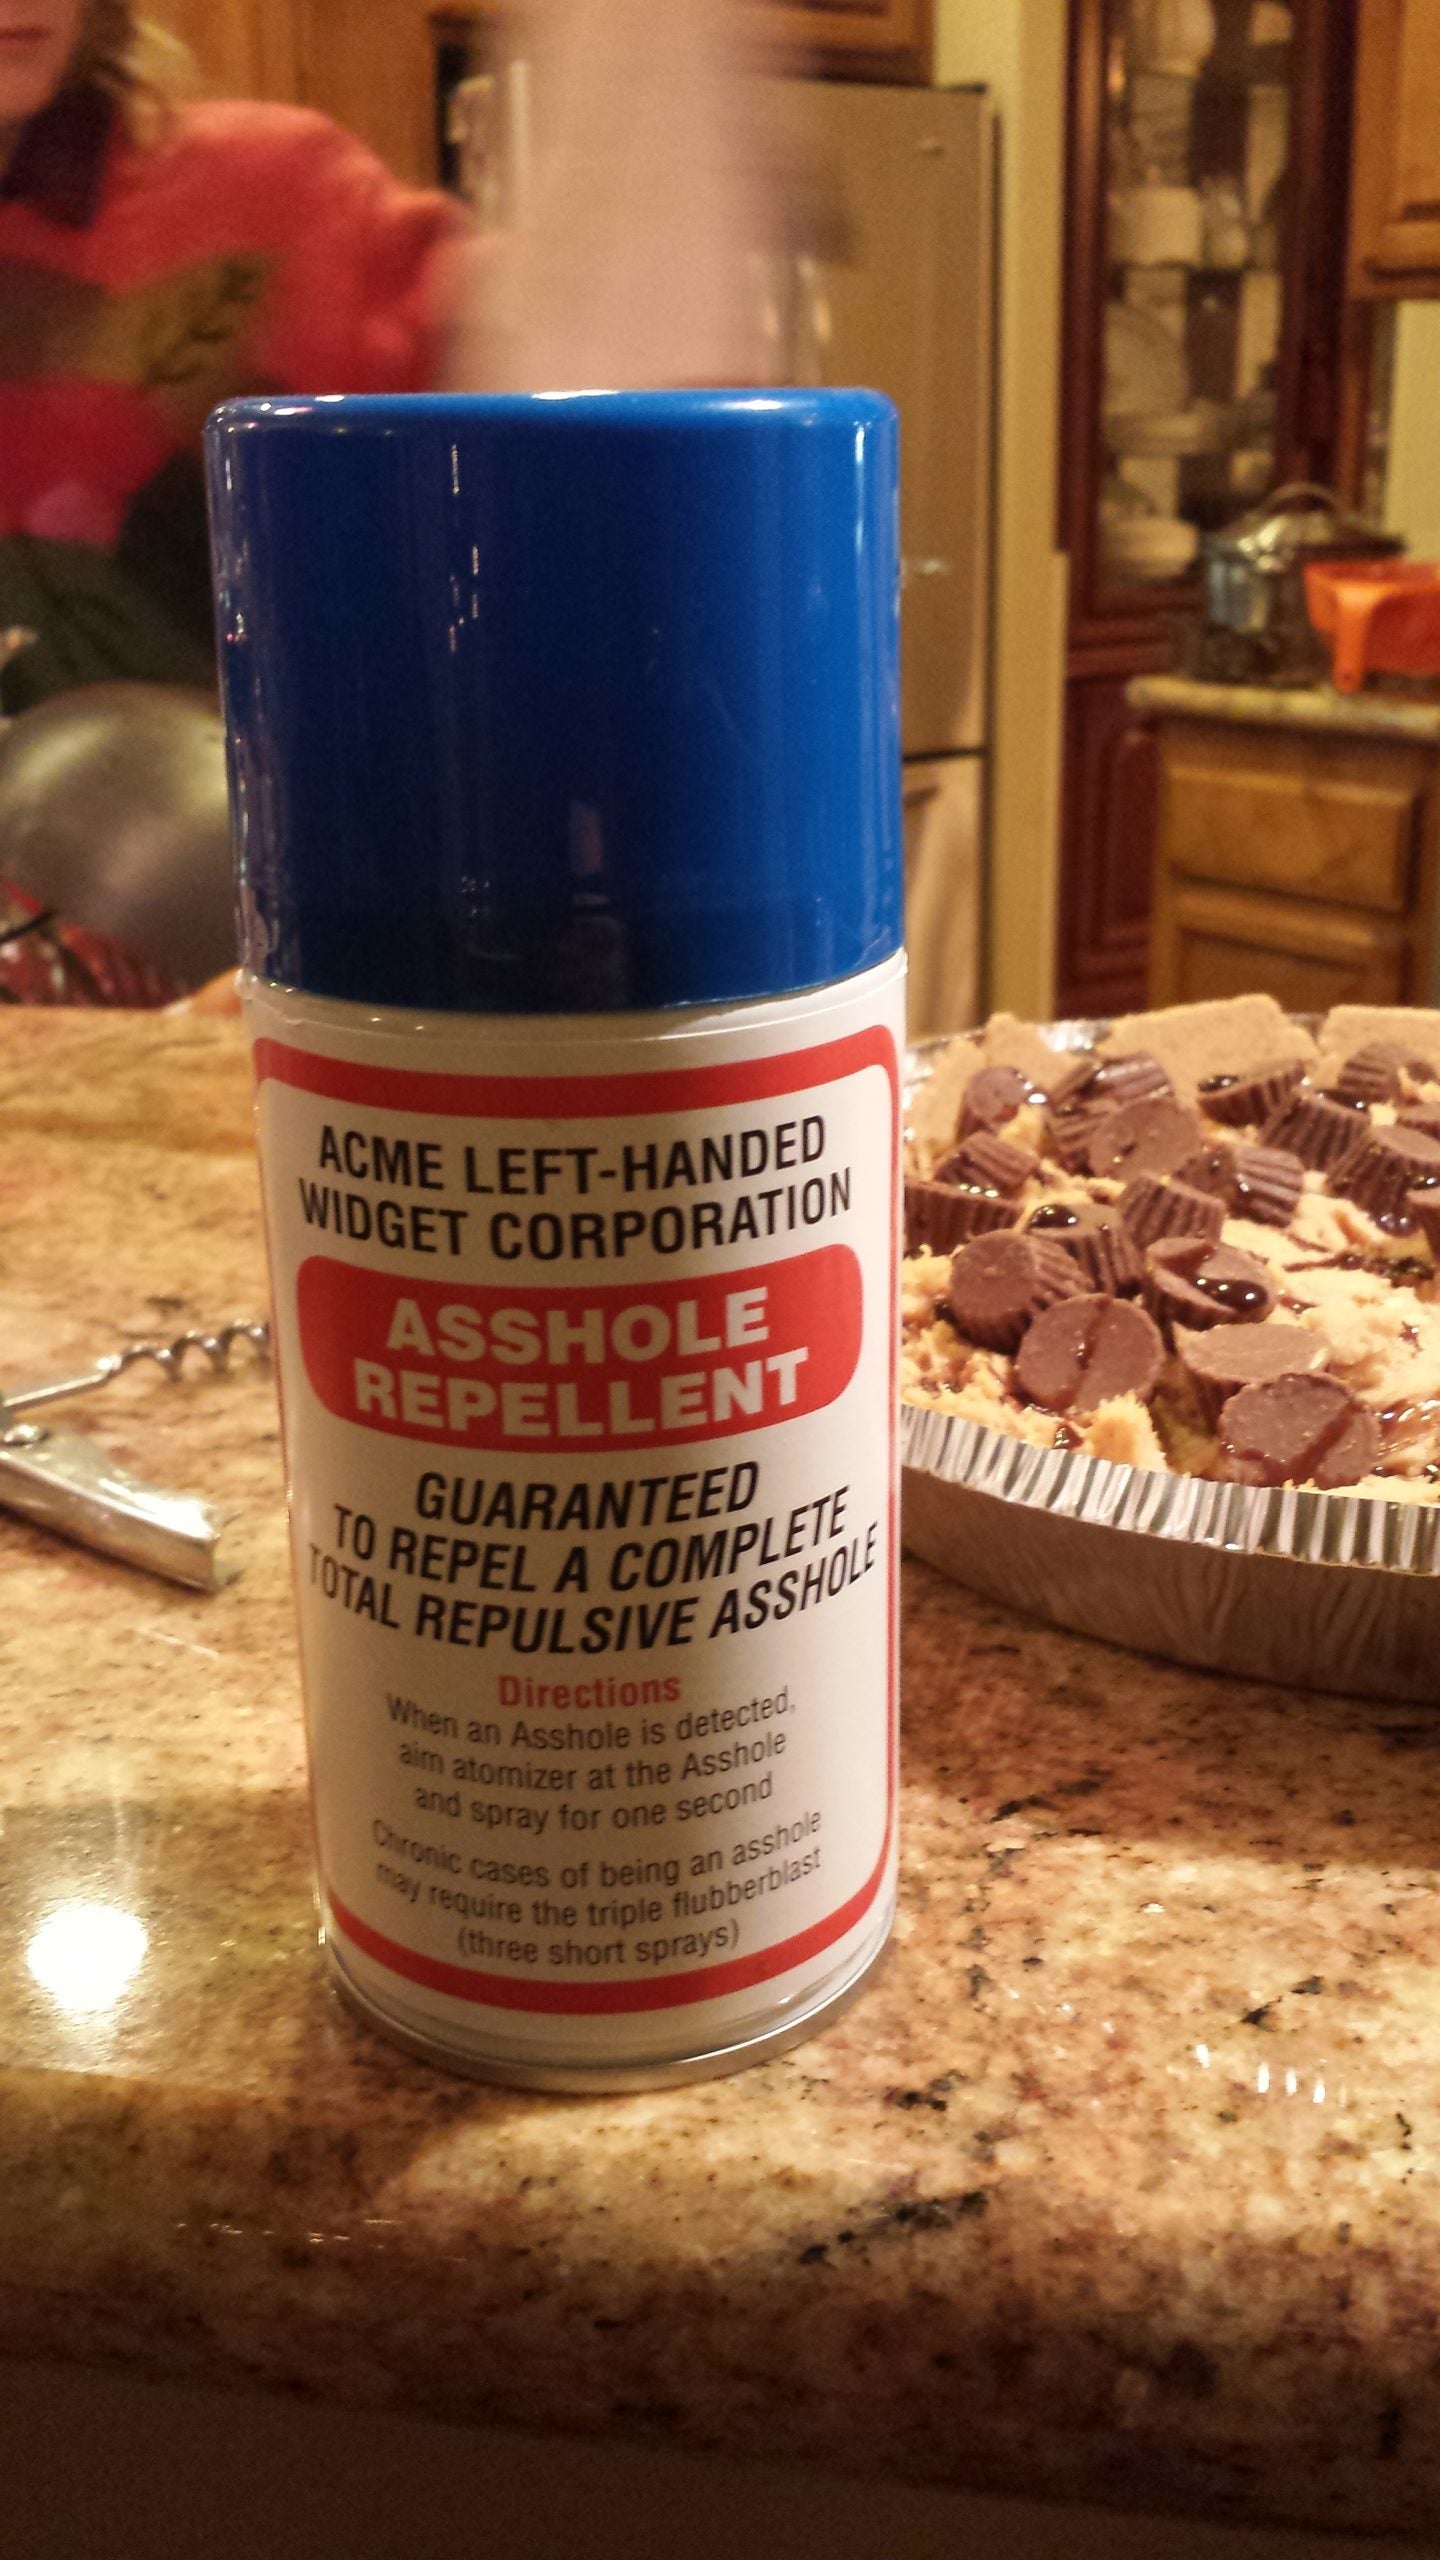 ACME LEFT-HANDED
WIDGET CORPORATION
ASSHOLE
REPELLENT
GUARANTEED
TO REPEL A COMPLETE
TOTAL REPULSIVE ASSHOLE
Directions
When an Asshole is detected,
aim atomizer at the Asshole
and spray for one second
Chronic cases of being an asshole
may require the triple flubberblast
(three short sprays)